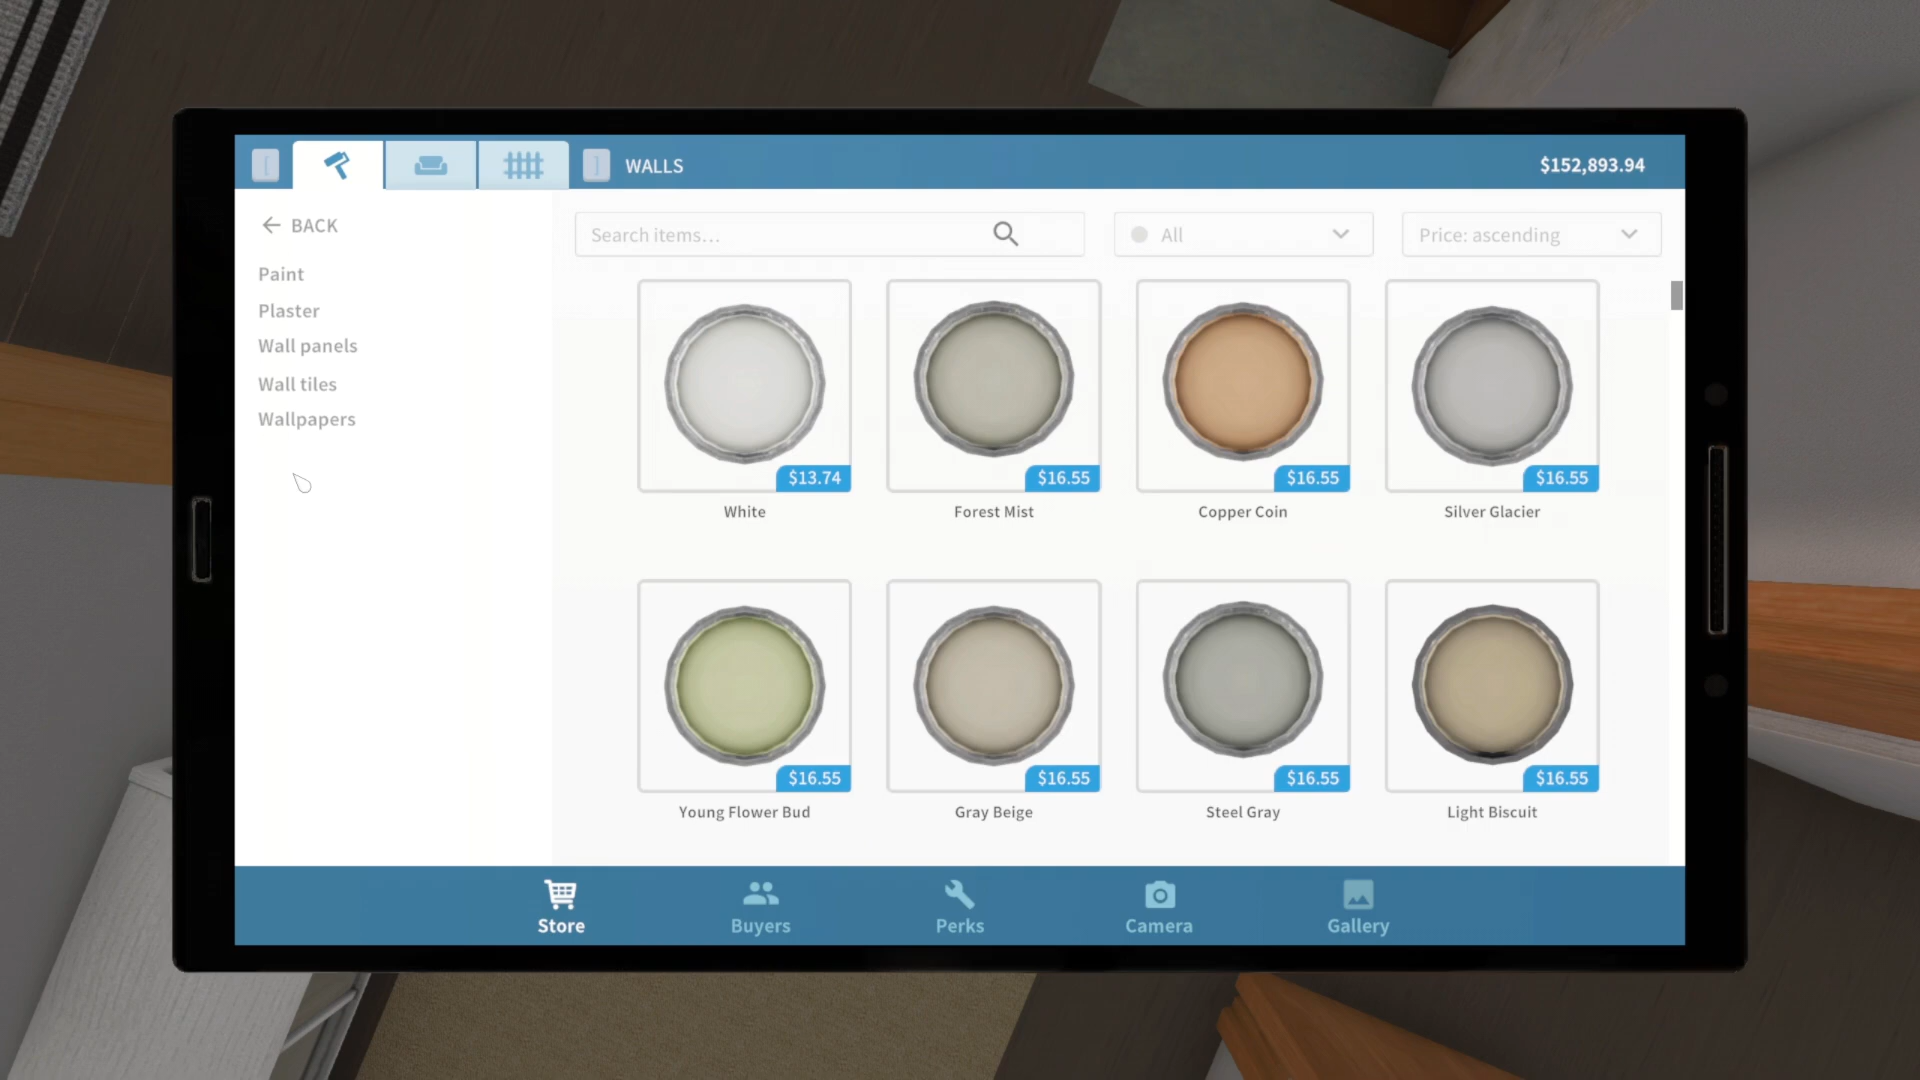 [ ] WALLS $152,893.94
BACK
Search items...
All
Price: ascending
Paint
Plaster
Wall panels
Wall tiles
Wallpapers
$13.74 $16.55 $16.55 $16.55
White Forest Mist Copper Coin Silver Glacier
$16.55 $16.55 $16.55 $16.55
Young Flower Bud Gray Beige Steel Gray Light Biscuit
Store Buyers Perks Camera Gallery